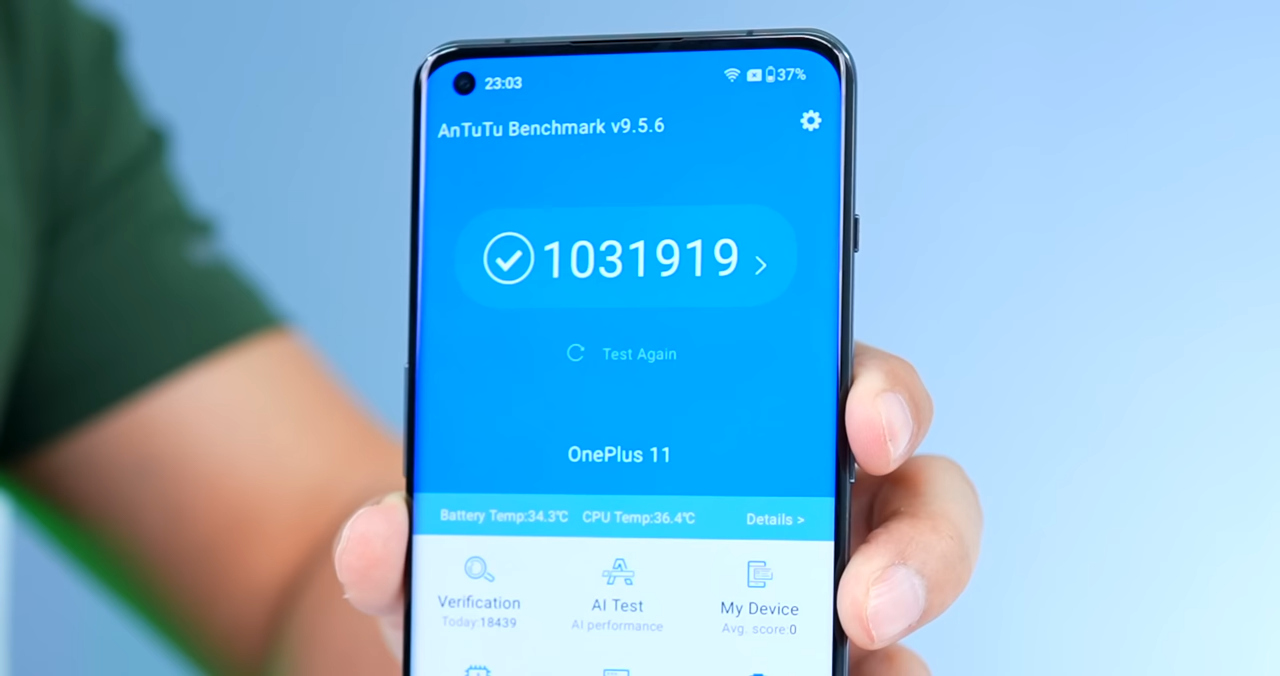 23:03
37%
AnTuTu Benchmark v9.5.6
1031919 >
Test Again
OnePlus 11
Battery Temp:34.3℃ CPU Temp:36.4℃ Details >
Verification AI Test My Device
Today:18439 AI performance Avg. score:0